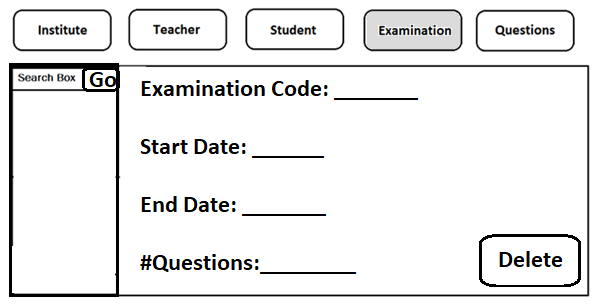 Institute Teacher Student Examination Questions
Search Box Go
Examination Code: _______
Start Date: ______
End Date: _______
#Questions:________
Delete